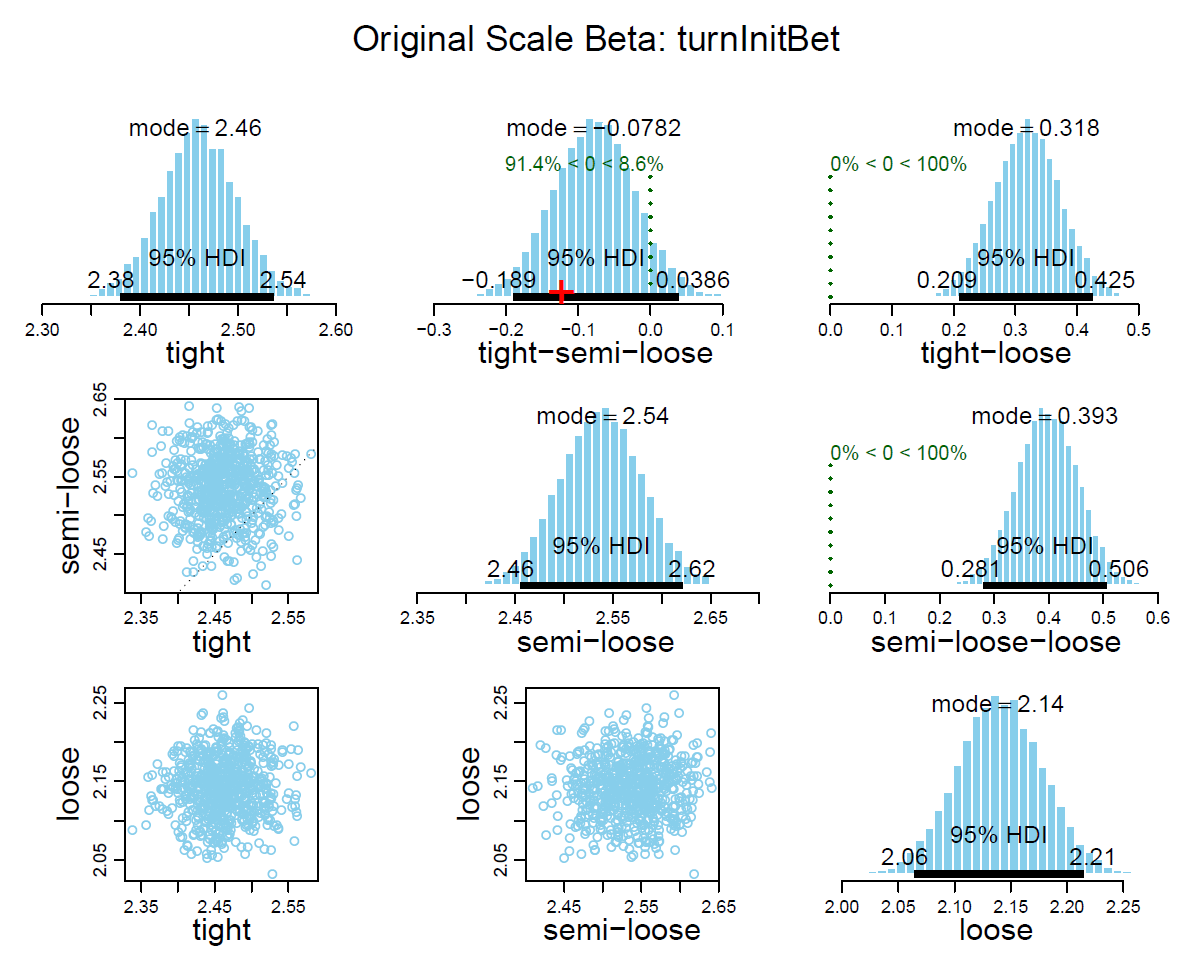 Original Scale Beta: turnInitBet
mode = 2.46
95% HDI
2.38 2.54
2.30 2.40 2.50 2.60
tight
mode = −0.0782
91.4% < 0 < 8.6%
95% HDI
−0.189 0.0386
−0.3 −0.2 −0.1 0.0 0.1
tight−semi−loose
mode = 0.318
0% < 0 < 100%
95% HDI
0.209 0.425
0.0 0.1 0.2 0.3 0.4 0.5
tight−loose
2.65
2.55
2.45
semi−loose
2.35 2.45 2.55
tight
mode = 2.54
95% HDI
2.46 2.62
2.35 2.45 2.55 2.65
semi−loose
mode = 0.393
0% < 0 < 100%
95% HDI
0.281 0.506
0.0 0.1 0.2 0.3 0.4 0.5 0.6
semi−loose−loose
2.25
2.15
2.05
loose
2.35 2.45 2.55
tight
2.25
2.15
2.05
loose
2.45 2.55 2.65
semi−loose
mode = 2.14
95% HDI
2.06 2.21
2.00 2.05 2.10 2.15 2.20 2.25
loose